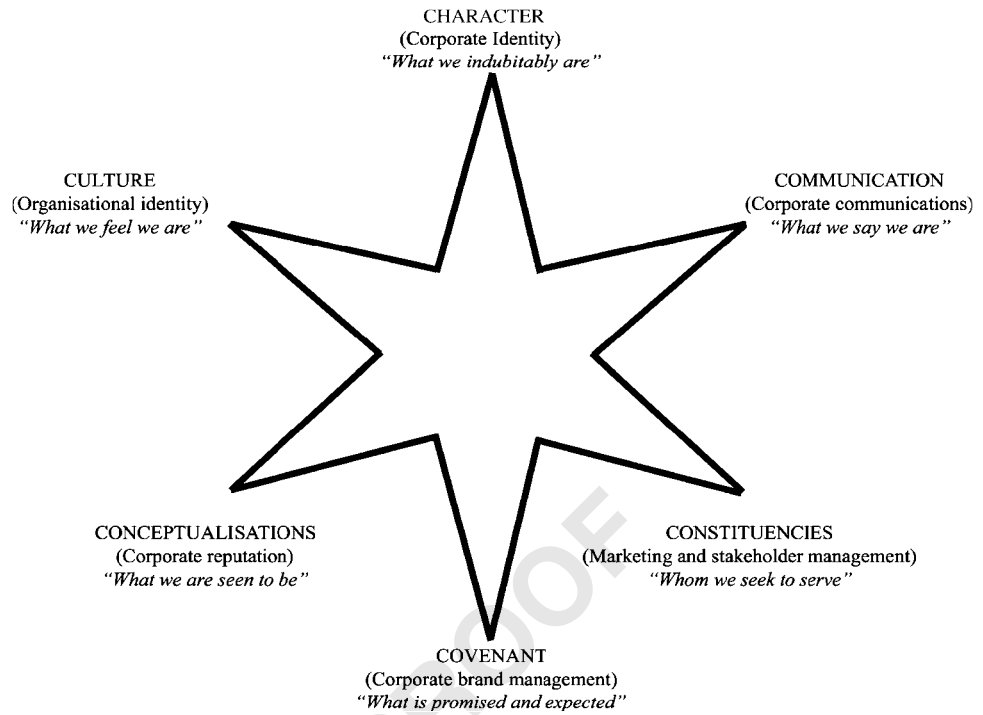 CHARACTER
(Corporate Identity)
“What we indubitably are”
CULTURE
(Organisational identity)
“What we feel we are”
COMMUNICATION
(Corporate communications)
“What we say we are”
CONCEPTUALISATIONS
(Corporate reputation)
“What we are seen to be”
CONSTITUENCIES
(Marketing and stakeholder management)
“Whom we seek to serve”
COVENANT
(Corporate brand management)
“What is promised and expected”